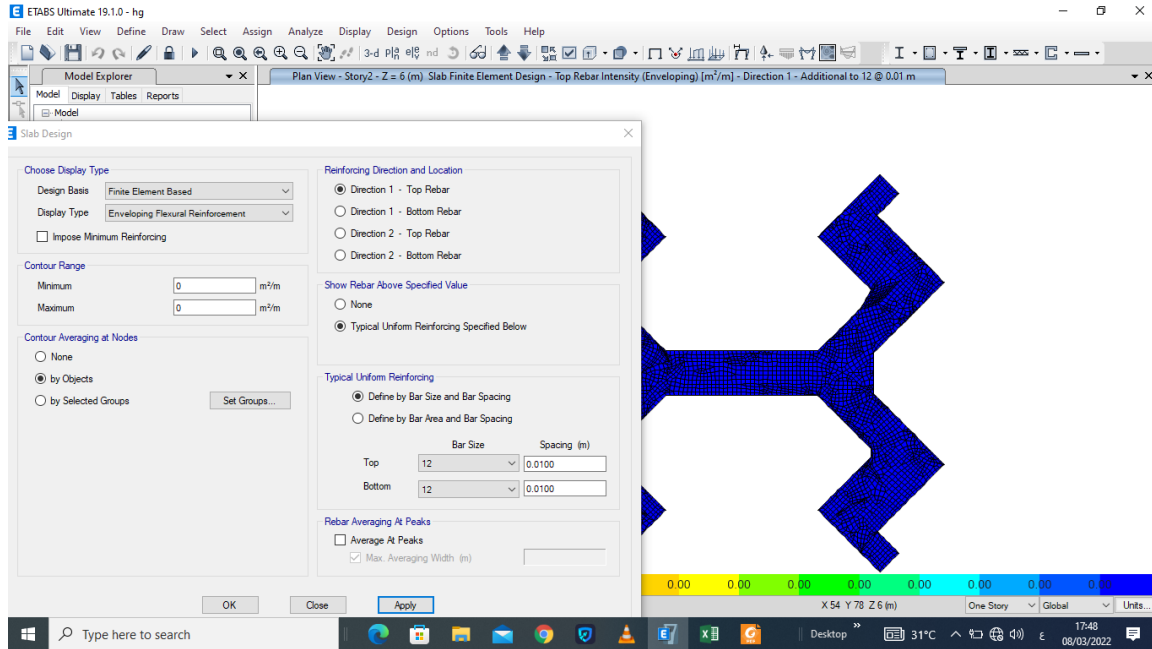 ETABS Ultimate 19.1.0 - hg
File Edit View Define Draw Select Assign Analyze Display Design Options Tools Help
3-d nd
Model Explorer
Plan View - Story2 - Z = 6 (m) Slab Finite Element Design - Top Rebar Intensity (Enveloping) [m²/m] - Direction 1 - Additional to 12 @ 0.01 m
Model Display Tables Reports
Model
Slab Design
Choose Display Type
Design Basis Finite Element Based
Display Type Enveloping Flexural Reinforcement
Impose Minimum Reinforcing
Contour Range
Minimum 0 m²/m
Maximum 0 m²/m
Contour Averaging at Nodes
None
by Objects
by Selected Groups Set Groups...
Reinforcing Direction and Location
Direction 1 - Top Rebar
Direction 1 - Bottom Rebar
Direction 2 - Top Rebar
Direction 2 - Bottom Rebar
Show Rebar Above Specified Value
None
Typical Uniform Reinforcing Specified Below
Typical Uniform Reinforcing
Define by Bar Size and Bar Spacing
Define by Bar Area and Bar Spacing
Bar Size Spacing (m)
Top 12 0.0100
Bottom 12 0.0100
Rebar Averaging At Peaks
Average At Peaks
Max. Averaging Width (m)
OK Close Apply
0.00 0.00 0.00 0.00 0.00 0.00 0.00 0.00
X 54 Y 78 Z 6 (m) One Story Global Units...
Type here to search
Desktop 31°C ع 17:48
08/03/2022